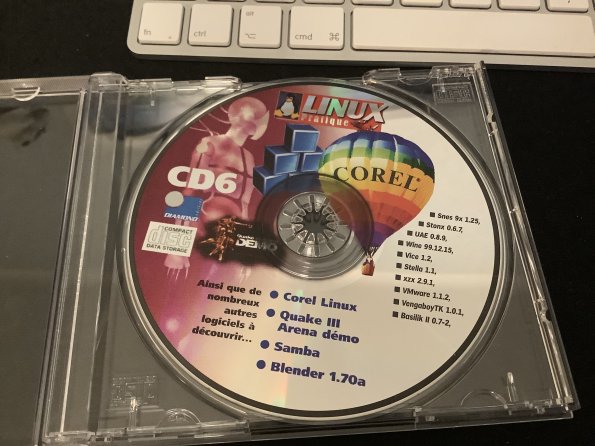 fn
ctrl
alt
⌥
cmd
⌘
LINUX
Pratique
CD6
COREL
DIAMOND
COMPACT
disc
DATA STORAGE
DEMO
Snes 9x 1.25,
Stonx 0.6.7,
UAE 0.8.9,
Wine 99.12.15,
Vice 1.2,
Stella 1.1,
xzx 2.9.1,
VMware 1.1.2,
VengaboyTK 1.0.1,
Basilik II 0.7-2,
Ainsi que de
nombreux
autres
logiciels à
découvrir...
Corel Linux
Quake III
Arena démo
Samba
Blender 1.70a